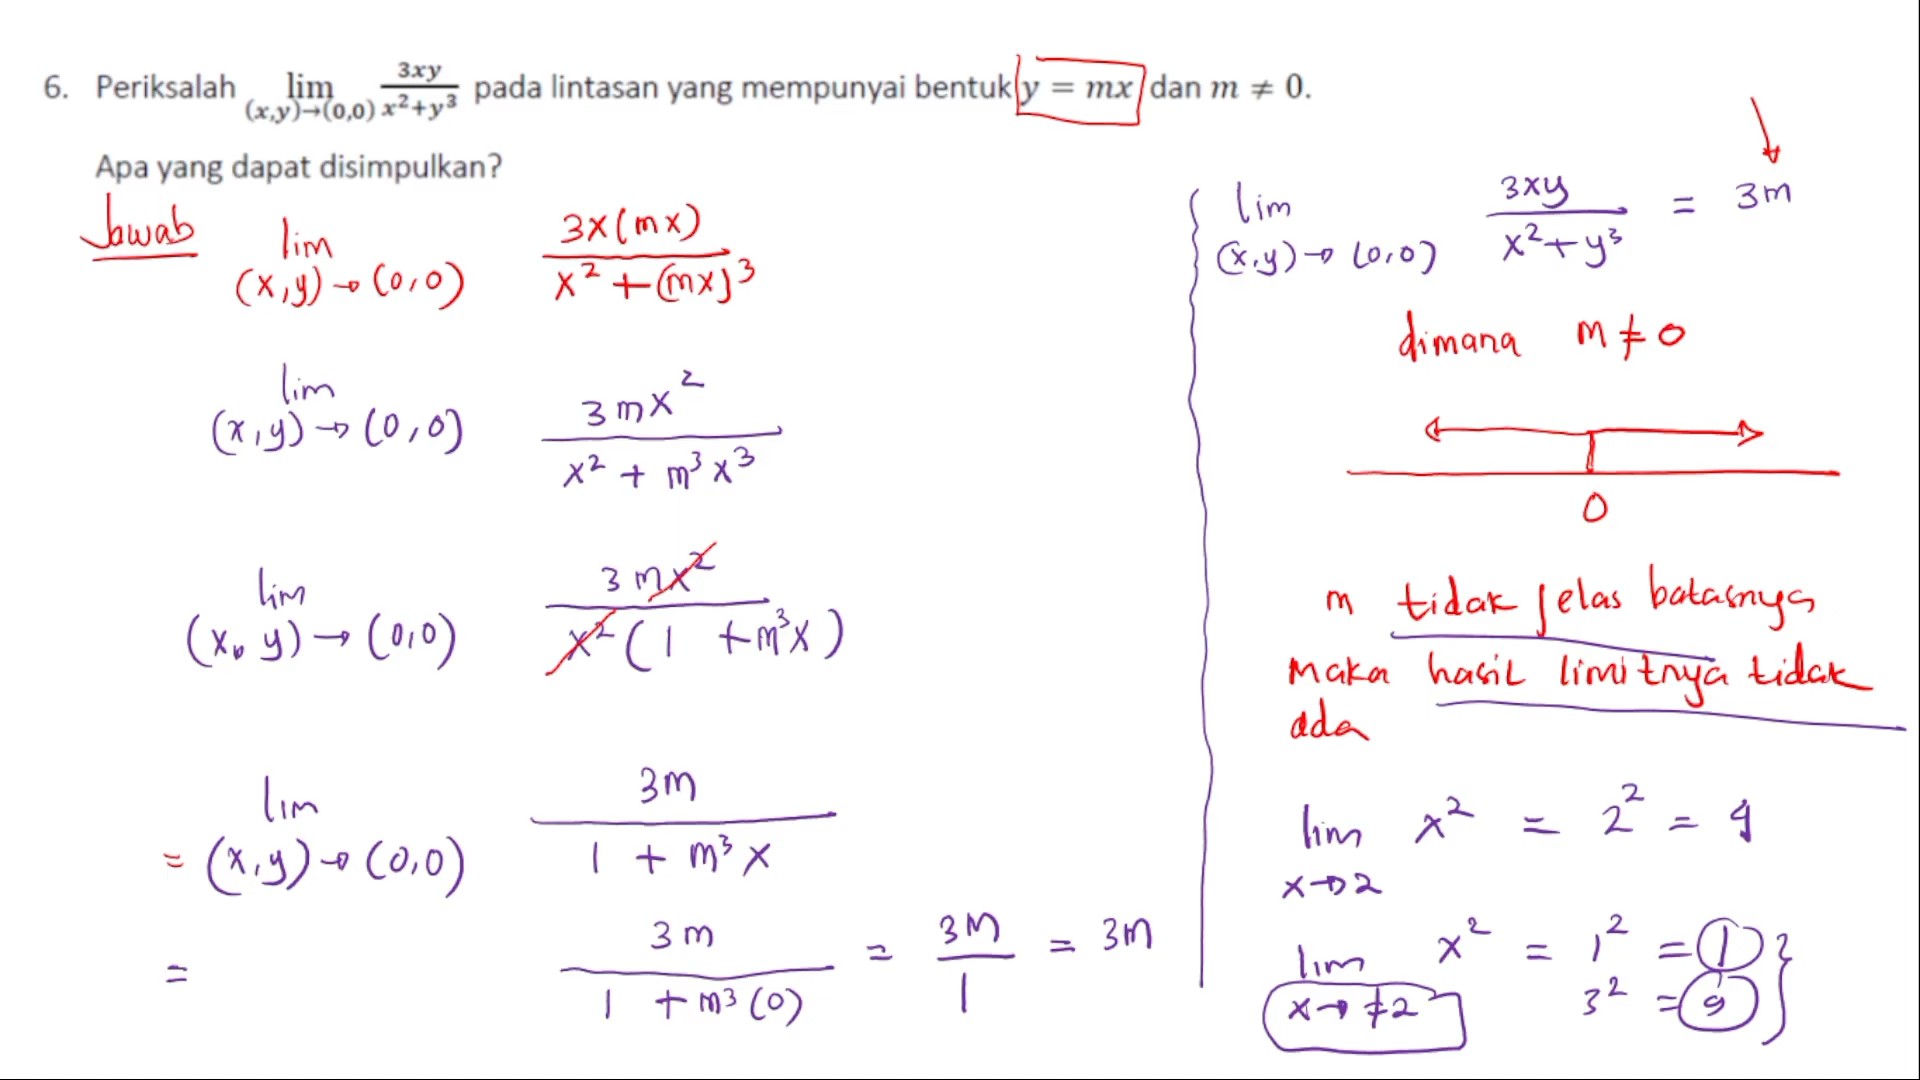 6. Periksalah lim (x,y)→(0,0) 3xy / x²+y³ pada lintasan yang mempunyai bentuk y = mx dan m ≠ 0.
Apa yang dapat disimpulkan?
Jawab
lim (x,y)→(0,0) 3x(mx) / x² + (mx)³
lim (x,y)→(0,0) 3mx² / x² + m³x³
lim (x,y)→(0,0) 3mx² / x²(1 + m³x)
= lim (x,y)→(0,0) 3m / 1 + m³x
= 3m / 1 + m³(0) = 3m / 1 = 3m
lim (x,y)→(0,0) 3xy / x²+y³ = 3m
dimana m ≠ 0
0
m tidak jelas batasnya
maka hasil limitnya tidak
ada
lim x→2 x² = 2² = 4
lim x→≠2 x² = 1² = 1
3² = 9